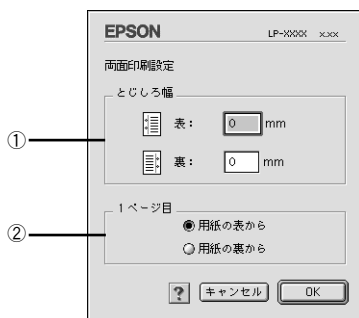 EPSON LP-XXXX x.xx
両面印刷設定
とじしろ幅
① 表： 0 mm
裏： 0 mm
1ページ目
② ◉用紙の表から
○用紙の裏から
? キャンセル OK